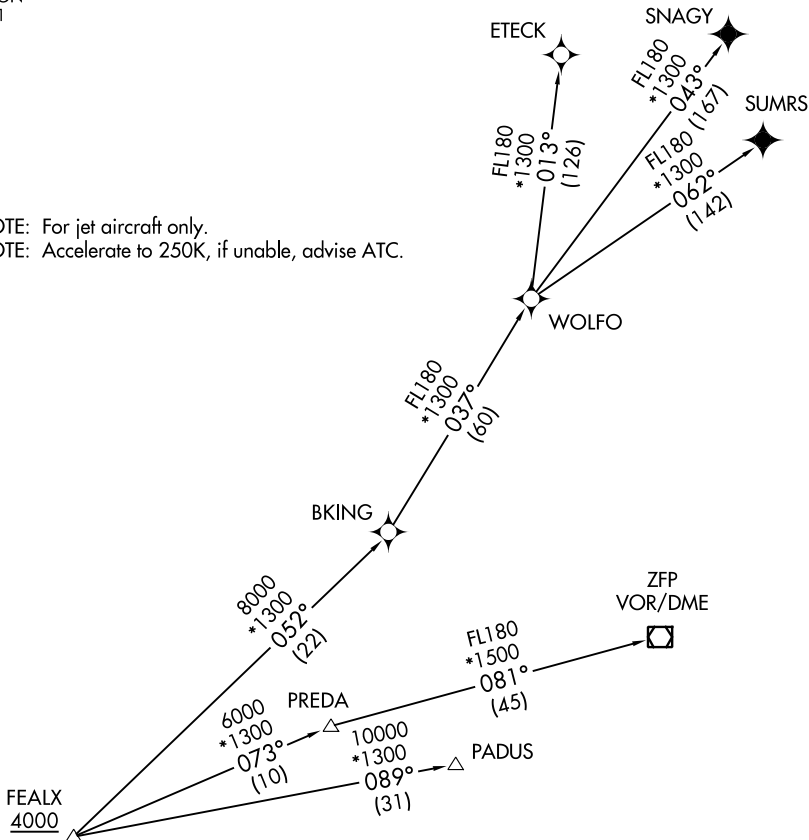 SNAGY
ETECK
FL180
*1300
043°
(167)
SUMRS
FL180
*1300
013°
(126)
FL180
*1300
062°
(142)
OTE: For jet aircraft only.
OTE: Accelerate to 250K, if unable, advise ATC.
WOLFO
FL180
*1300
037°
(60)
BKING
8000
*1300
052°
(22)
ZFP
VOR/DME
FL180
*1500
081°
(45)
PREDA
6000
*1300
073°
(10)
10000
*1300
089°
(31)
PADUS
FEALX
4000